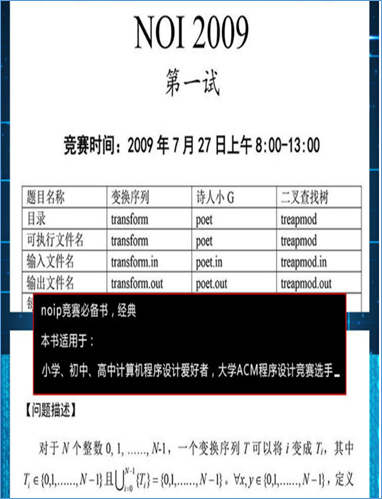 NOI 2009
第一试
竞赛时间：2009 年 7 月 27 日上午 8:00-13:00
题目名称 变换序列 诗人小 G 二叉查找树
目录 transform poet treapmod
可执行文件名 transform poet treapmod
输入文件名 transform.in poet.in treapmod.in
输出文件名 transform.out poet.out treapmod.out
noip竞赛必备书，经典
本书适用于：
小学、初中、高中计算机程序设计爱好者，大学ACM程序设计竞赛选手_
【问题描述】
对于 N 个整数 0, 1, ……, N-1，一个变换序列 T 可以将 i 变成 Tᵢ，其中
Tᵢ∈{0,1,……,N−1}且⋃ᵢ₌₀ᴺ⁻¹{Tᵢ}={0,1,……,N−1}。∀x,y∈{0,1,……,N−1}，定义